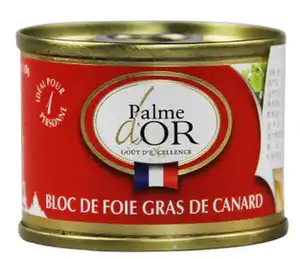 IDÉAL POUR
1
PERSONNE
Palme
d'OR
GOÛT D'EXCELLENCE
BLOC DE FOIE GRAS DE CANARD